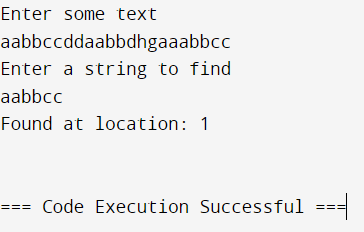 Enter some text
aabbccddaabbdhgaaabbcc
Enter a string to find
aabbcc
Found at location: 1
=== Code Execution Successful ===